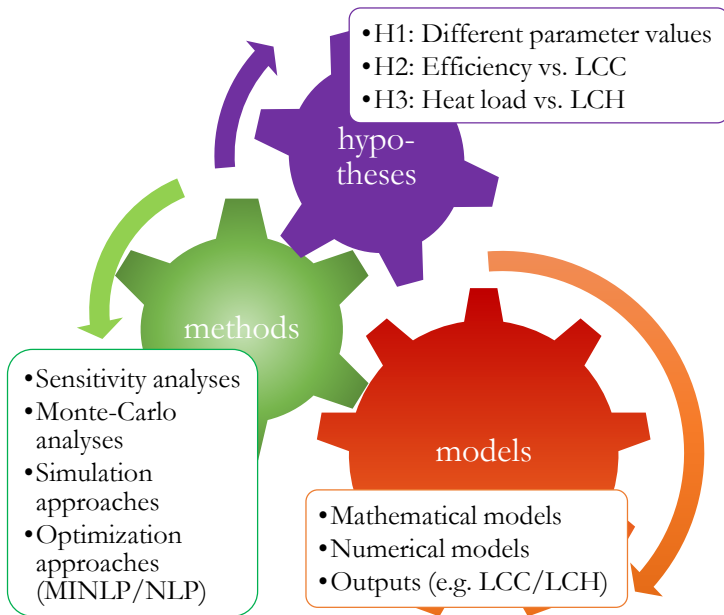 •H1: Different parameter values
•H2: Efficiency vs. LCC
•H3: Heat load vs. LCH
hypo-
theses
methods
•Sensitivity analyses
•Monte-Carlo
analyses
•Simulation
approaches
•Optimization
approaches
(MINLP/NLP)
models
•Mathematical models
•Numerical models
•Outputs (e.g. LCC/LCH)